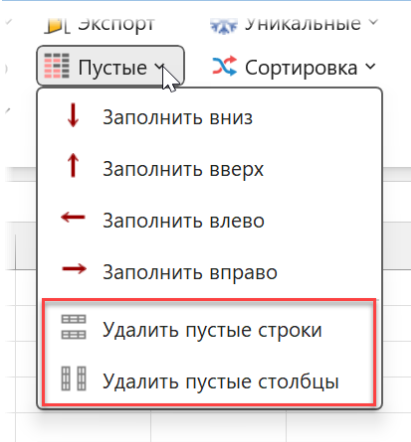 Экспорт
Уникальные
Пустые
Сортировка
Заполнить вниз
Заполнить вверх
Заполнить влево
Заполнить вправо
Удалить пустые строки
Удалить пустые столбцы